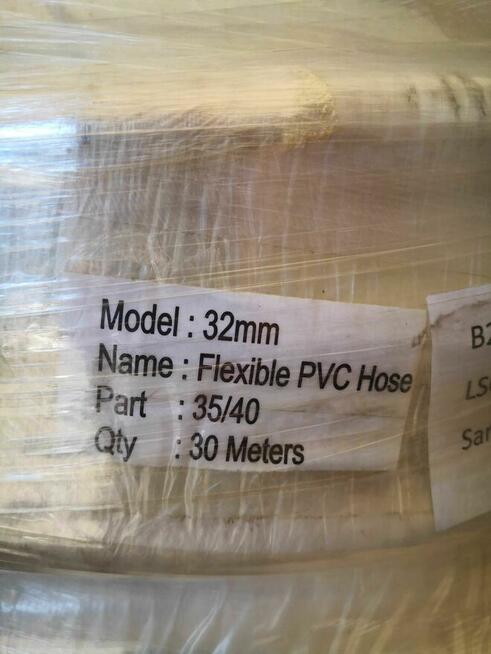 Model : 32mm
Name : Flexible PVC Hose
Part : 35/40
Qty : 30 Meters